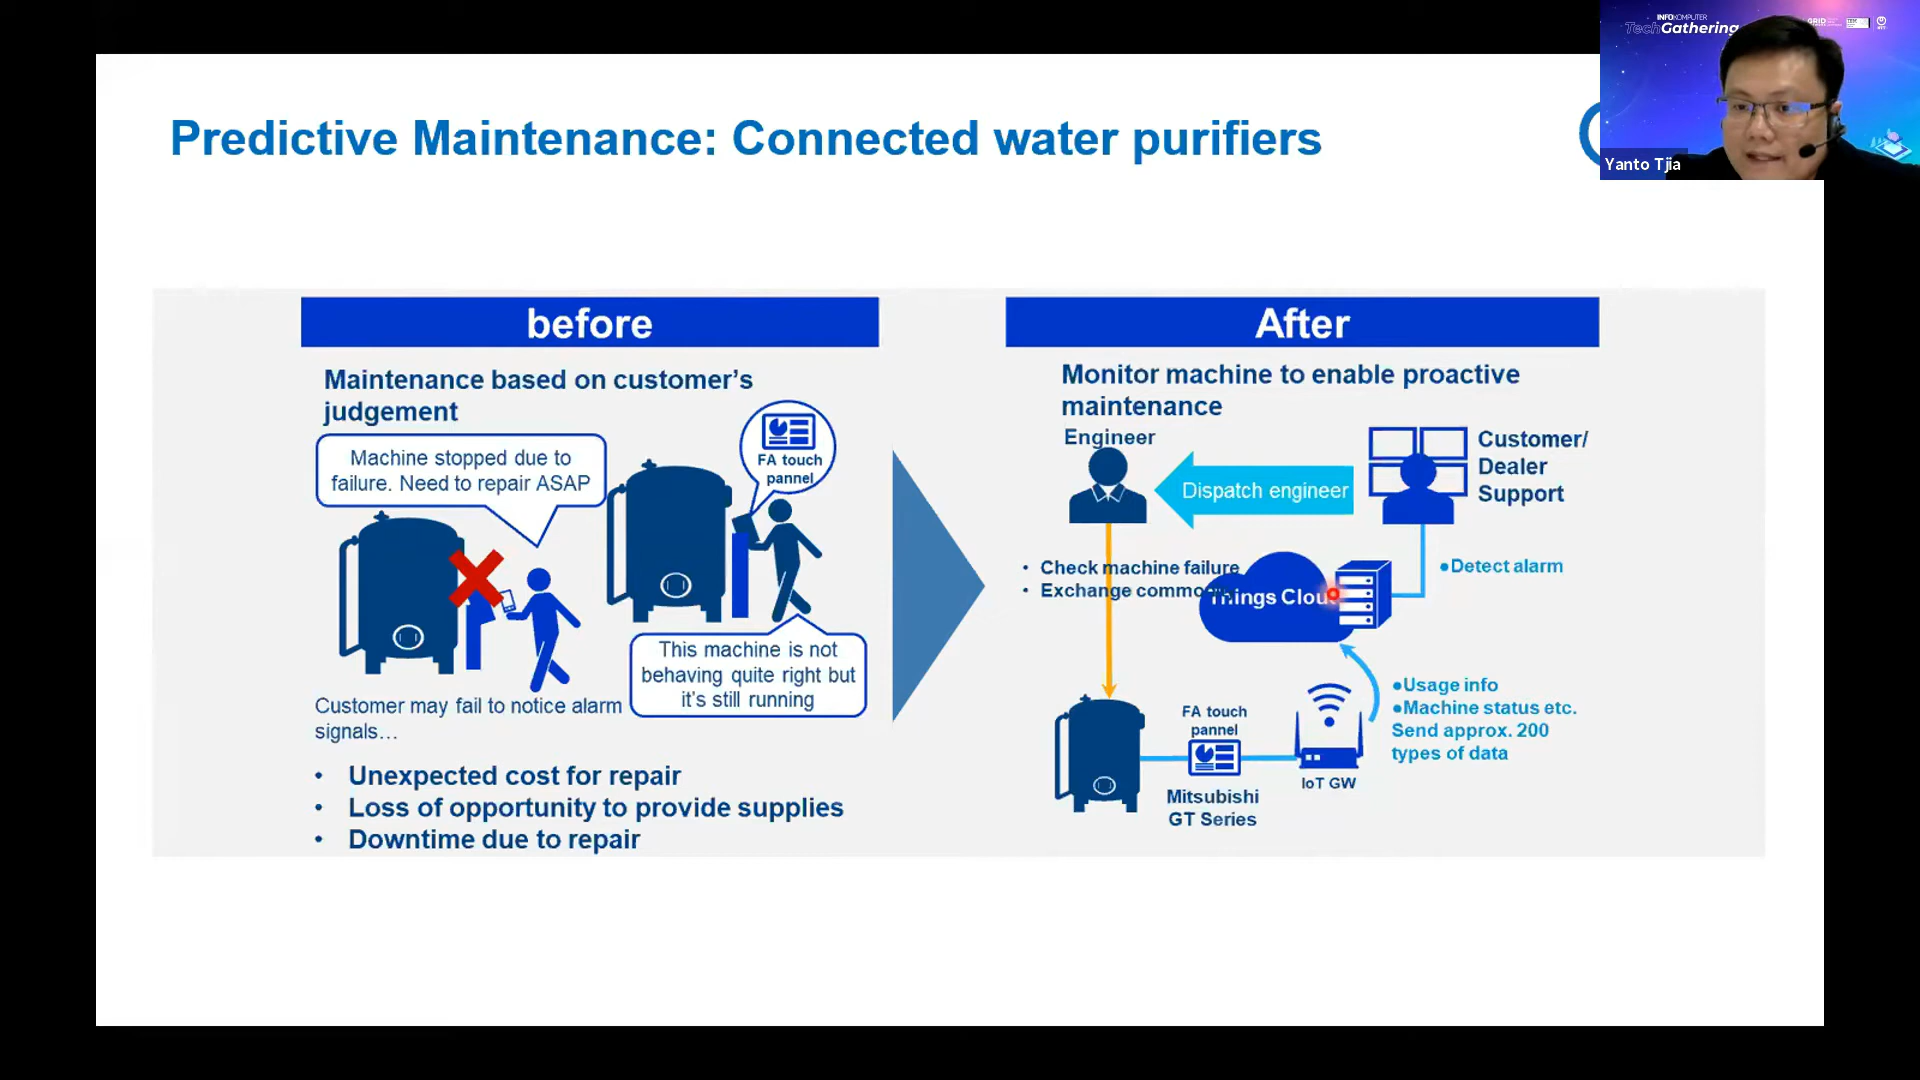 INFOKOMPUTER
TechGathering
GRID
Yanto Tjia
Predictive Maintenance: Connected water purifiers
before
Maintenance based on customer's
judgement
Machine stopped due to
failure. Need to repair ASAP
FA touch
pannel
This machine is not
behaving quite right but
it's still running
Customer may fail to notice alarm
signals...
• Unexpected cost for repair
• Loss of opportunity to provide supplies
• Downtime due to repair
After
Monitor machine to enable proactive
maintenance
Engineer
Dispatch engineer
Customer/
Dealer
Support
• Check machine failure
• Exchange
Things
●Detect alarm
●Usage info
●Machine status etc.
Send approx. 200
types of data
FA touch
pannel
IoT GW
Mitsubishi
GT Series